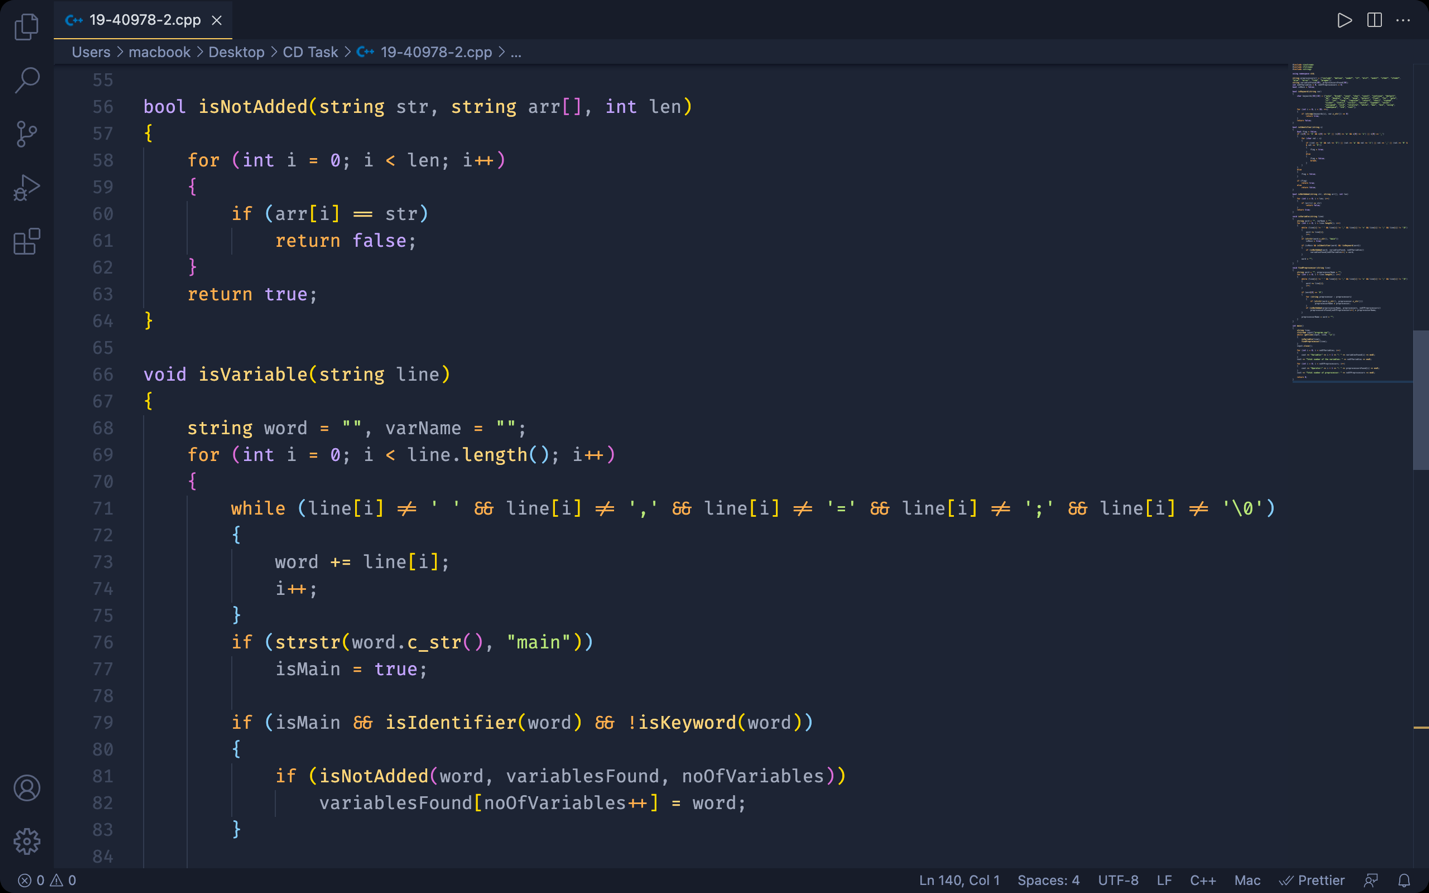 C++ 19-40978-2.cpp ×
Users > macbook > Desktop > CD Task > C++ 19-40978-2.cpp > ...
55
56 bool isNotAdded(string str, string arr[], int len)
57 {
58 for (int i = 0; i < len; i++)
59 {
60 if (arr[i] == str)
61 return false;
62 }
63 return true;
64 }
65
66 void isVariable(string line)
67 {
68 string word = "", varName = "";
69 for (int i = 0; i < line.length(); i++)
70 {
71 while (line[i] != ' ' && line[i] != ',' && line[i] != '=' && line[i] != ';' && line[i] != '\0')
72 {
73 word += line[i];
74 i++;
75 }
76 if (strstr(word.c_str(), "main"))
77 isMain = true;
78
79 if (isMain && isIdentifier(word) && !isKeyword(word))
80 {
81 if (isNotAdded(word, variablesFound, noOfVariables))
82 variablesFound[noOfVariables++] = word;
83 }
84
0 0 Ln 140, Col 1 Spaces: 4 UTF-8 LF C++ Mac Prettier